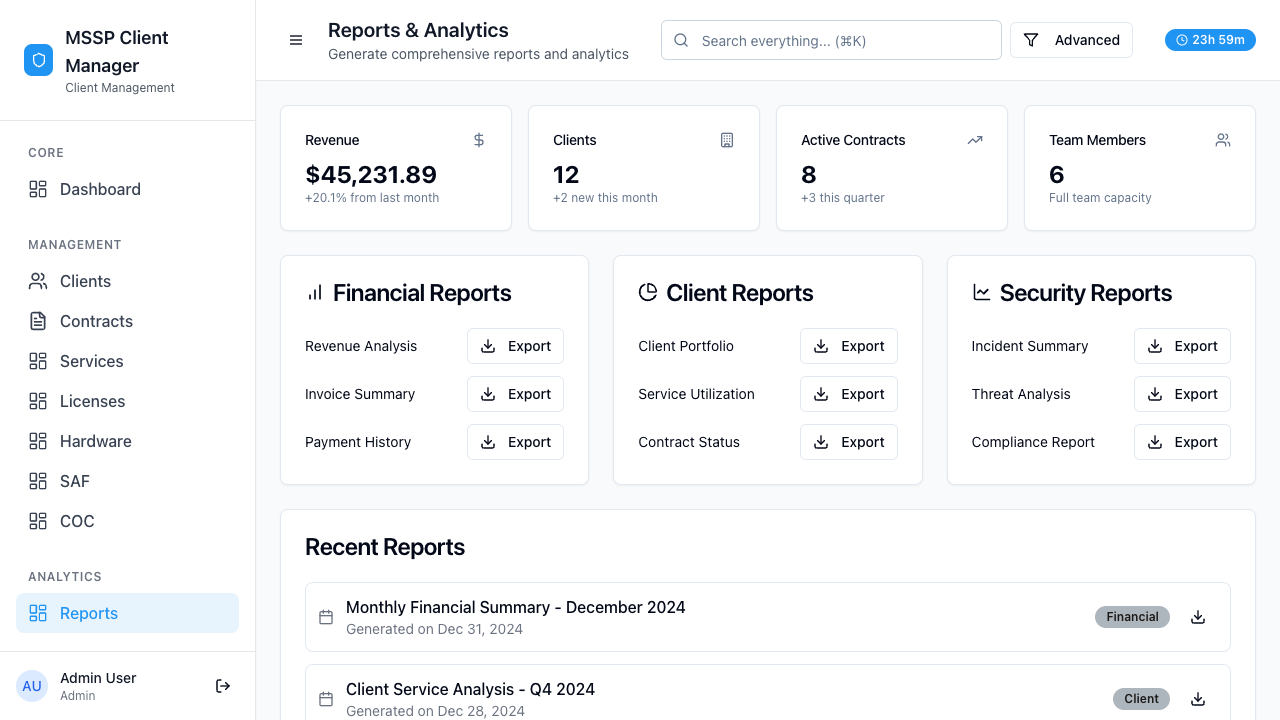 MSSP Client
Manager
Client Management
CORE
Dashboard
MANAGEMENT
Clients
Contracts
Services
Licenses
Hardware
SAF
COC
ANALYTICS
Reports
AU
Admin User
Admin
Reports & Analytics
Generate comprehensive reports and analytics
Search everything... (⌘K)
Advanced
23h 59m
Revenue
$45,231.89
+20.1% from last month
Clients
12
+2 new this month
Active Contracts
8
+3 this quarter
Team Members
6
Full team capacity
Financial Reports
Revenue Analysis Export
Invoice Summary Export
Payment History Export
Client Reports
Client Portfolio Export
Service Utilization Export
Contract Status Export
Security Reports
Incident Summary Export
Threat Analysis Export
Compliance Report Export
Recent Reports
Monthly Financial Summary - December 2024
Generated on Dec 31, 2024
Financial
Client Service Analysis - Q4 2024
Generated on Dec 28, 2024
Client